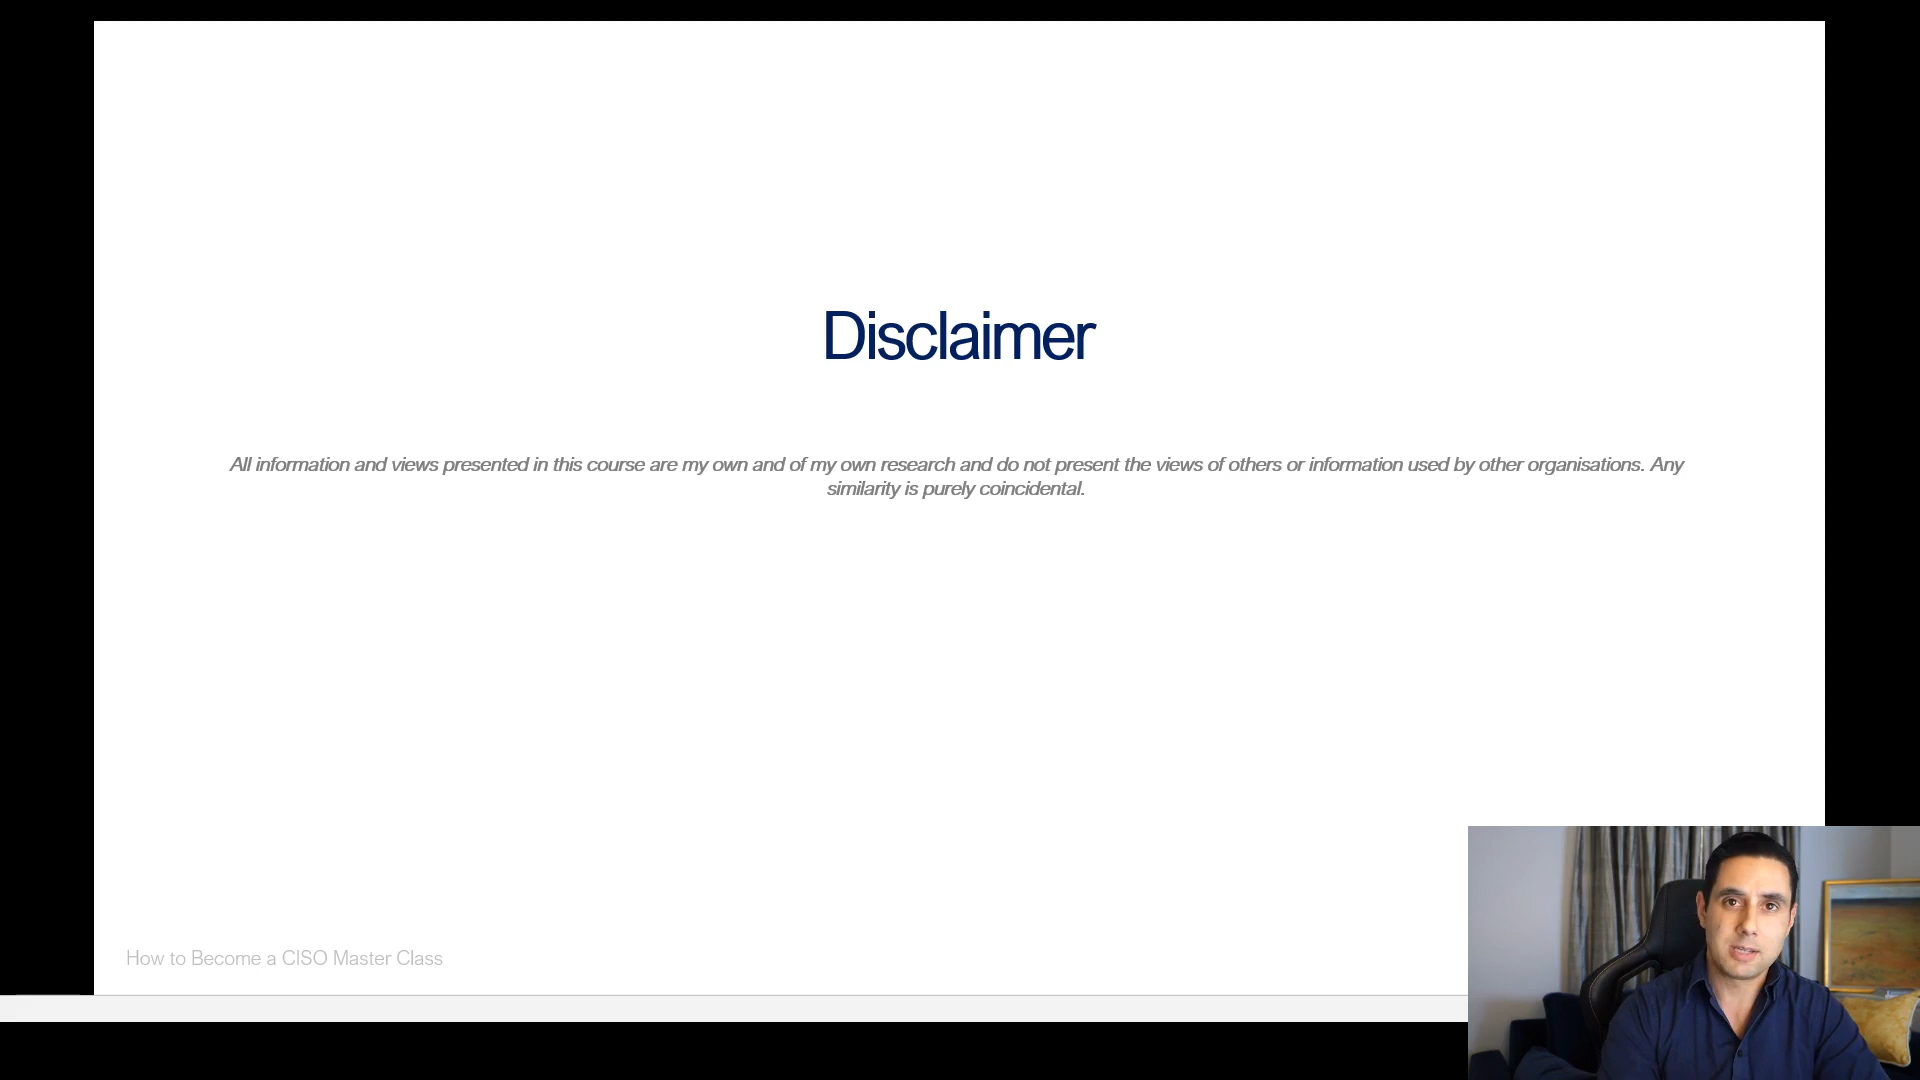 Disclaimer
All information and views presented in this course are my own and of my own research and do not present the views of others or information used by other organisations. Any
similarity is purely coincidental.
How to Become a CISO Master Class